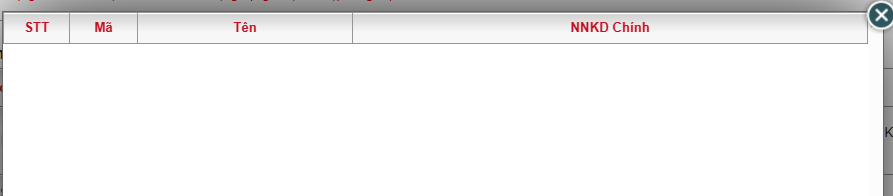 STT Mã Tên NNKD Chính
K